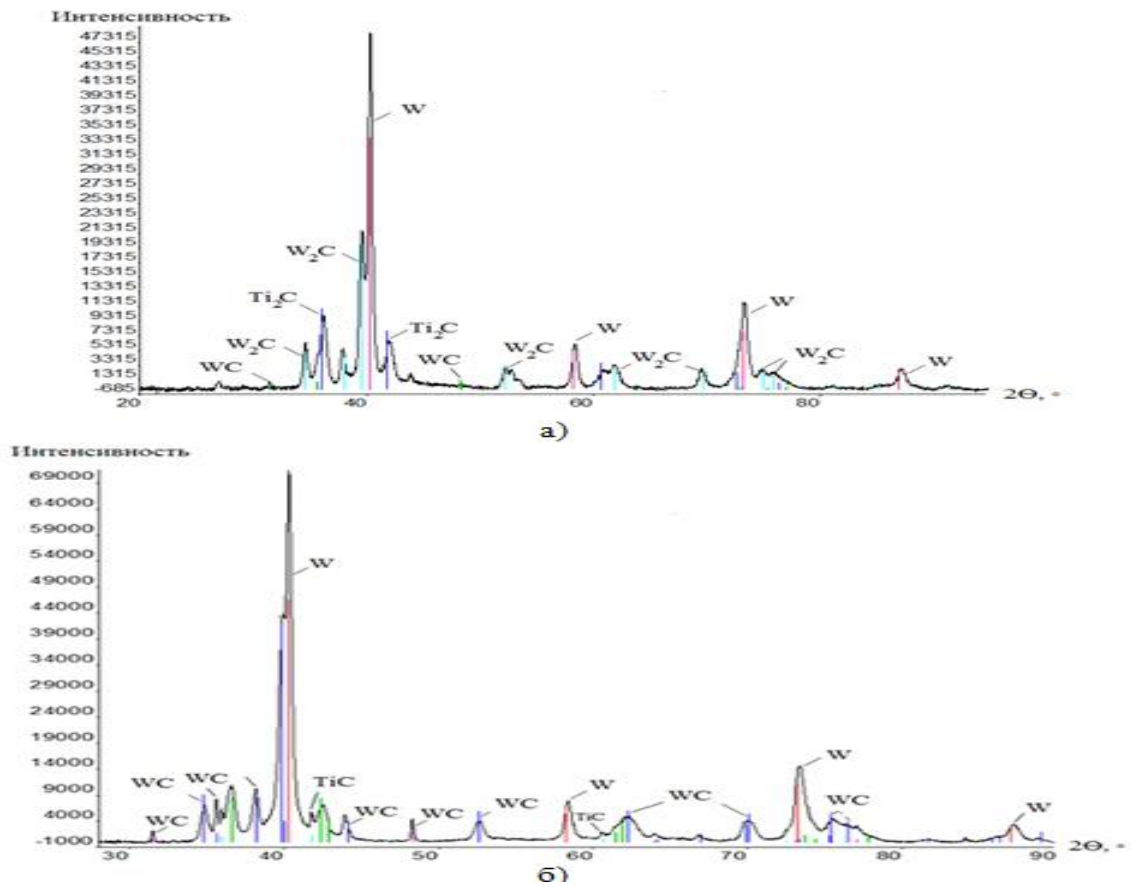 Интенсивность
47315
45315
43315
41315
39315
37315
35315
33315
31315
29315
27315
25315
23315
21315
19315
17315
15315
13315
11315
9315
7315
5315
3315
1315
-685
W
W₂C
Ti₂C
W₂C
WC
Ti₂C
WC
W₂C
W
W₂C
W
W₂C
W
20 40 60 80 2Θ, °
а)
Интенсивность
69000
64000
59000
54000
49000
44000
39000
34000
29000
24000
19000
14000
9000
4000
-1000
W
WC WC TiC
WC WC WC WC
W
TiC
WC
W
WC
W
30 40 50 60 70 80 90 2Θ, °
б)